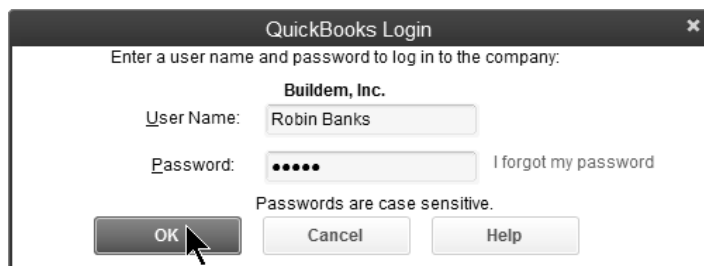 QuickBooks Login
Enter a user name and password to log in to the company:
Buildem, Inc.
User Name: Robin Banks
Password: ••••• I forgot my password
Passwords are case sensitive.
OK Cancel Help